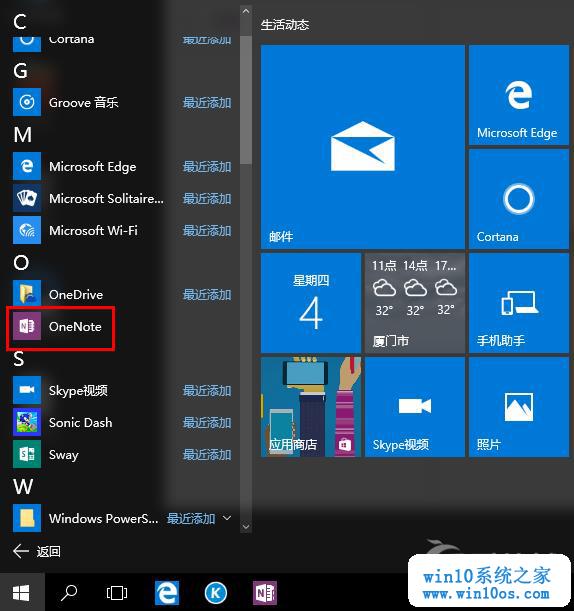 C
Cortana 最近添加
G
Groove 音乐 最近添加
M
Microsoft Edge 最近添加
Microsoft Solitaire... 最近添加
Microsoft Wi-Fi 最近添加
O
OneDrive 最近添加
OneNote
S
Skype视频 最近添加
Sonic Dash 最近添加
Sway 最近添加
W
Windows PowerS... 最近添加
返回
生活动态
邮件
Microsoft Edge
Cortana
星期四
4
11点 14点 17...
32° 32° 32°
厦门市
手机助手
应用商店
Skype视频
照片
win10系统之家
www.win10os.com